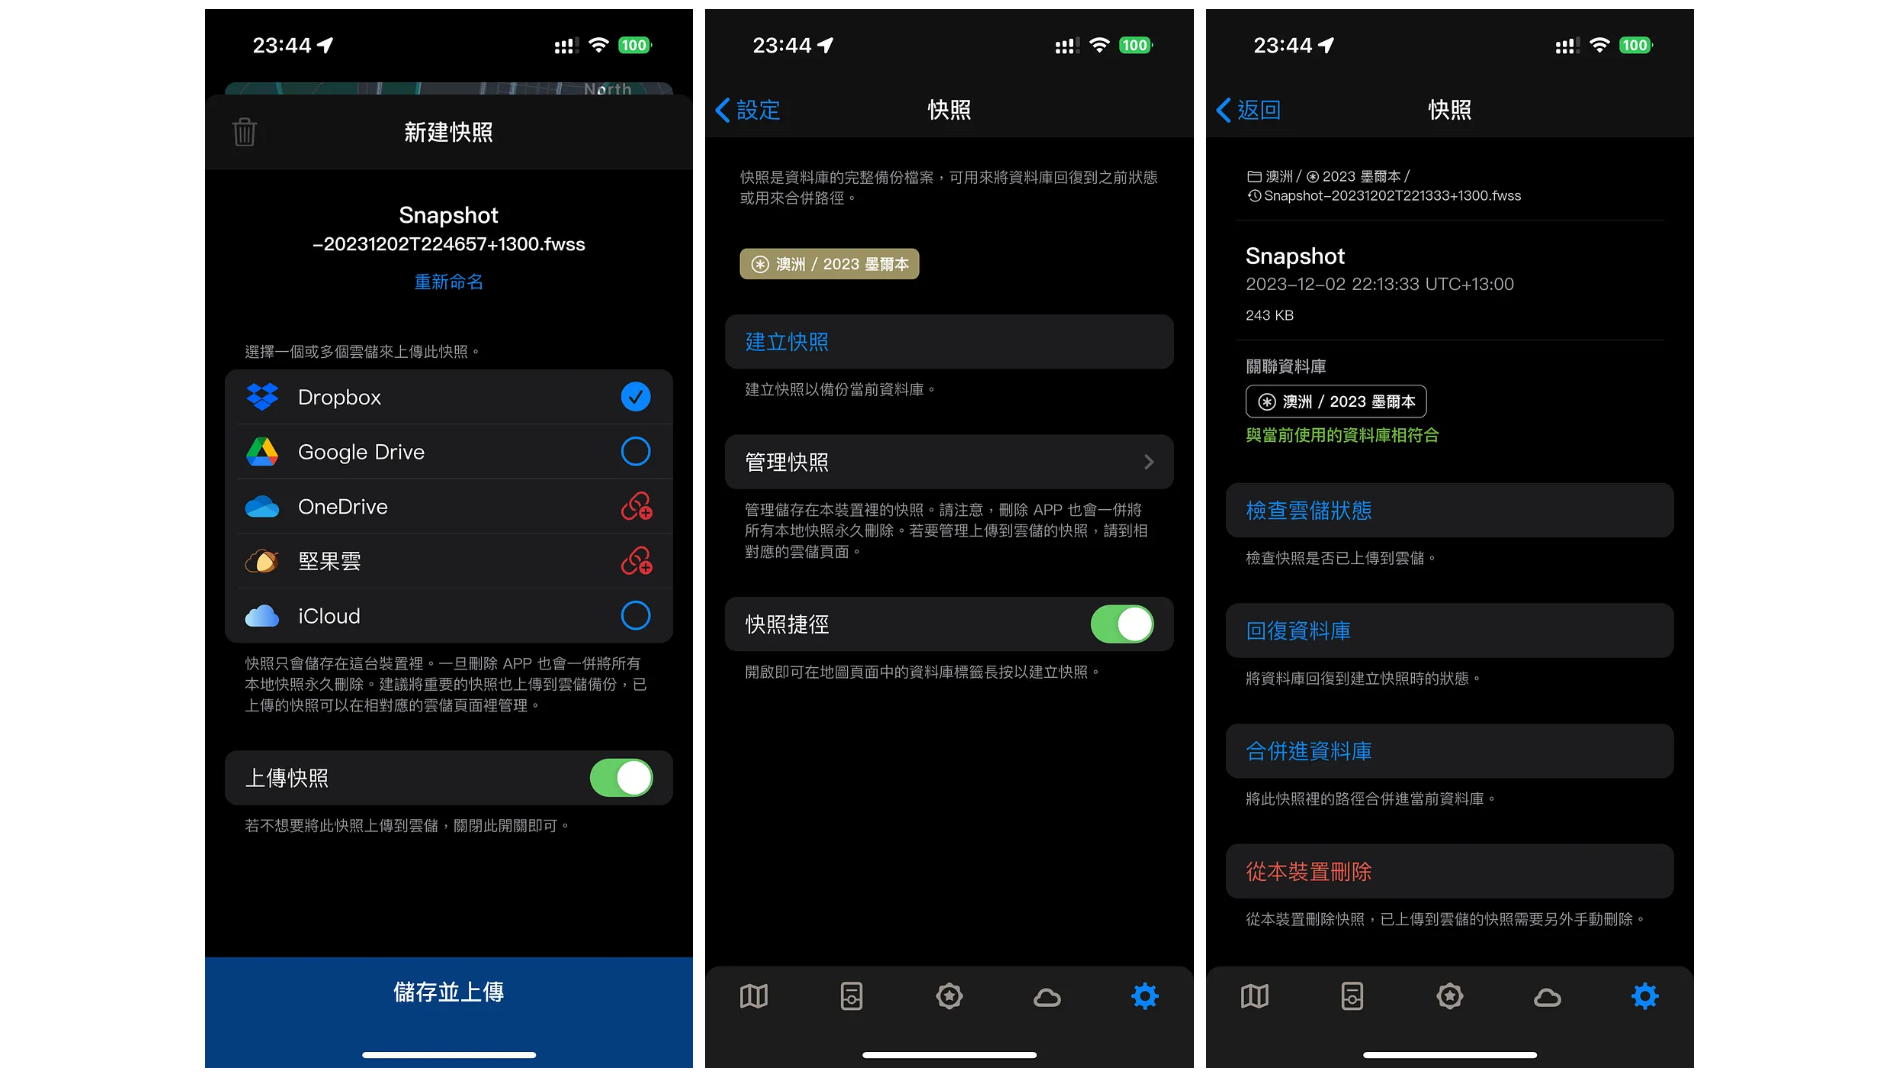 23:44
100
North
新建快照
Snapshot
-20231202T224657+1300.fwss
重新命名
選擇一個或多個雲儲來上傳此快照。
Dropbox
Google Drive
OneDrive
堅果雲
iCloud
快照只會儲存在這台裝置裡。一旦刪除 APP 也會一併將所有
本地快照永久刪除。建議將重要的快照也上傳到雲儲備份，已
上傳的快照可以在相對應的雲儲頁面裡管理。
上傳快照
若不想要將此快照上傳到雲儲，關閉此開關即可。
儲存並上傳
23:44
100
設定
快照
快照是資料庫的完整備份檔案，可用來將資料庫回復到之前狀態
或用來合併路徑。
澳洲 / 2023 墨爾本
建立快照
建立快照以備份當前資料庫。
管理快照
管理儲存在本裝置裡的快照。請注意，刪除 APP 也會一併將
所有本地快照永久刪除。若要管理上傳到雲儲的快照，請到相
對應的雲儲頁面。
快照捷徑
開啟即可在地圖頁面中的資料庫標籤長按以建立快照。
23:44
100
返回
快照
澳洲 / 2023 墨爾本 /
Snapshot-20231202T221333+1300.fwss
Snapshot
2023-12-02 22:13:33 UTC+13:00
243 KB
關聯資料庫
澳洲 / 2023 墨爾本
與當前使用的資料庫相符合
檢查雲儲狀態
檢查快照是否已上傳到雲儲。
回復資料庫
將資料庫回復到建立快照時的狀態。
合併進資料庫
將此快照裡的路徑合併進當前資料庫。
從本裝置刪除
從本裝置刪除快照，已上傳到雲儲的快照需要另外手動刪除。